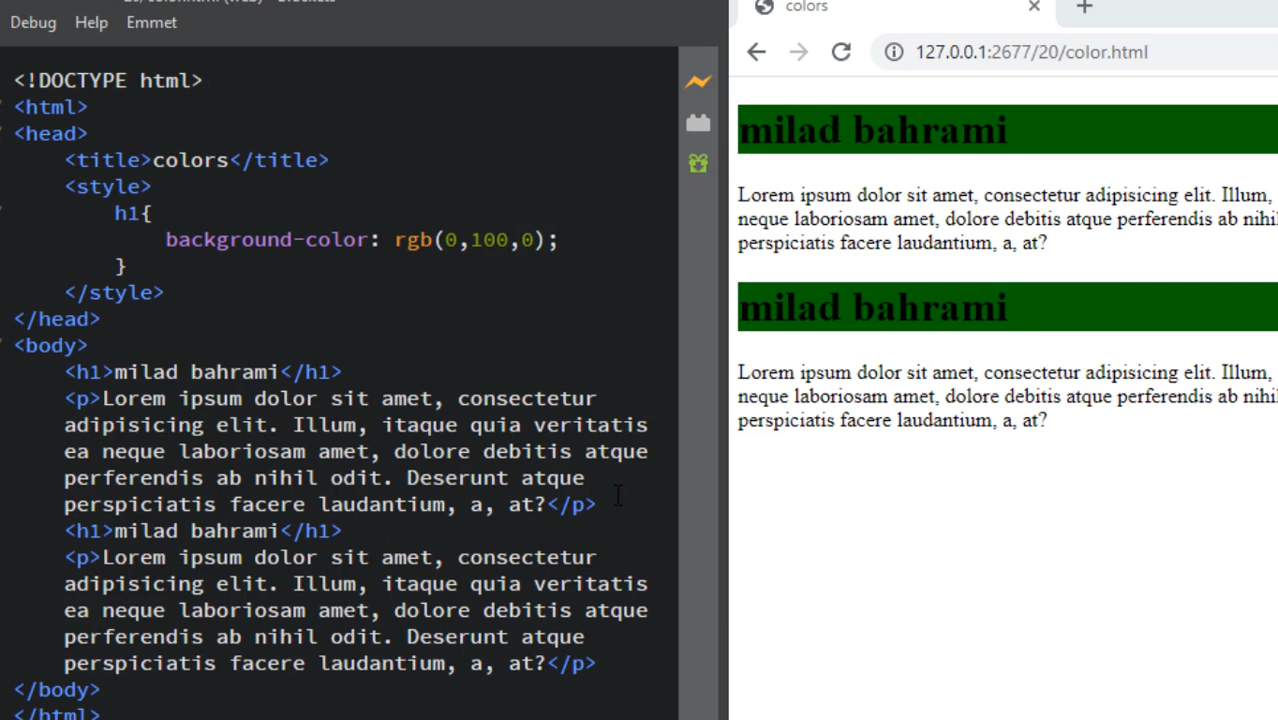 Debug Help Emmet
<!DOCTYPE html>
<html>
<head>
<title>colors</title>
<style>
h1{
background-color: rgb(0,100,0);
}
</style>
</head>
<body>
<h1>milad bahrami</h1>
<p>Lorem ipsum dolor sit amet, consectetur
adipisicing elit. Illum, itaque quia veritatis
ea neque laboriosam amet, dolore debitis atque
perferendis ab nihil odit. Deserunt atque
perspiciatis facere laudantium, a, at?</p>
<h1>milad bahrami</h1>
<p>Lorem ipsum dolor sit amet, consectetur
adipisicing elit. Illum, itaque quia veritatis
ea neque laboriosam amet, dolore debitis atque
perferendis ab nihil odit. Deserunt atque
perspiciatis facere laudantium, a, at?</p>
</body>
</html>
colors
127.0.0.1:2677/20/color.html
milad bahrami
Lorem ipsum dolor sit amet, consectetur adipisicing elit. Illum,
neque laboriosam amet, dolore debitis atque perferendis ab nihil
perspiciatis facere laudantium, a, at?
milad bahrami
Lorem ipsum dolor sit amet, consectetur adipisicing elit. Illum,
neque laboriosam amet, dolore debitis atque perferendis ab nihil
perspiciatis facere laudantium, a, at?